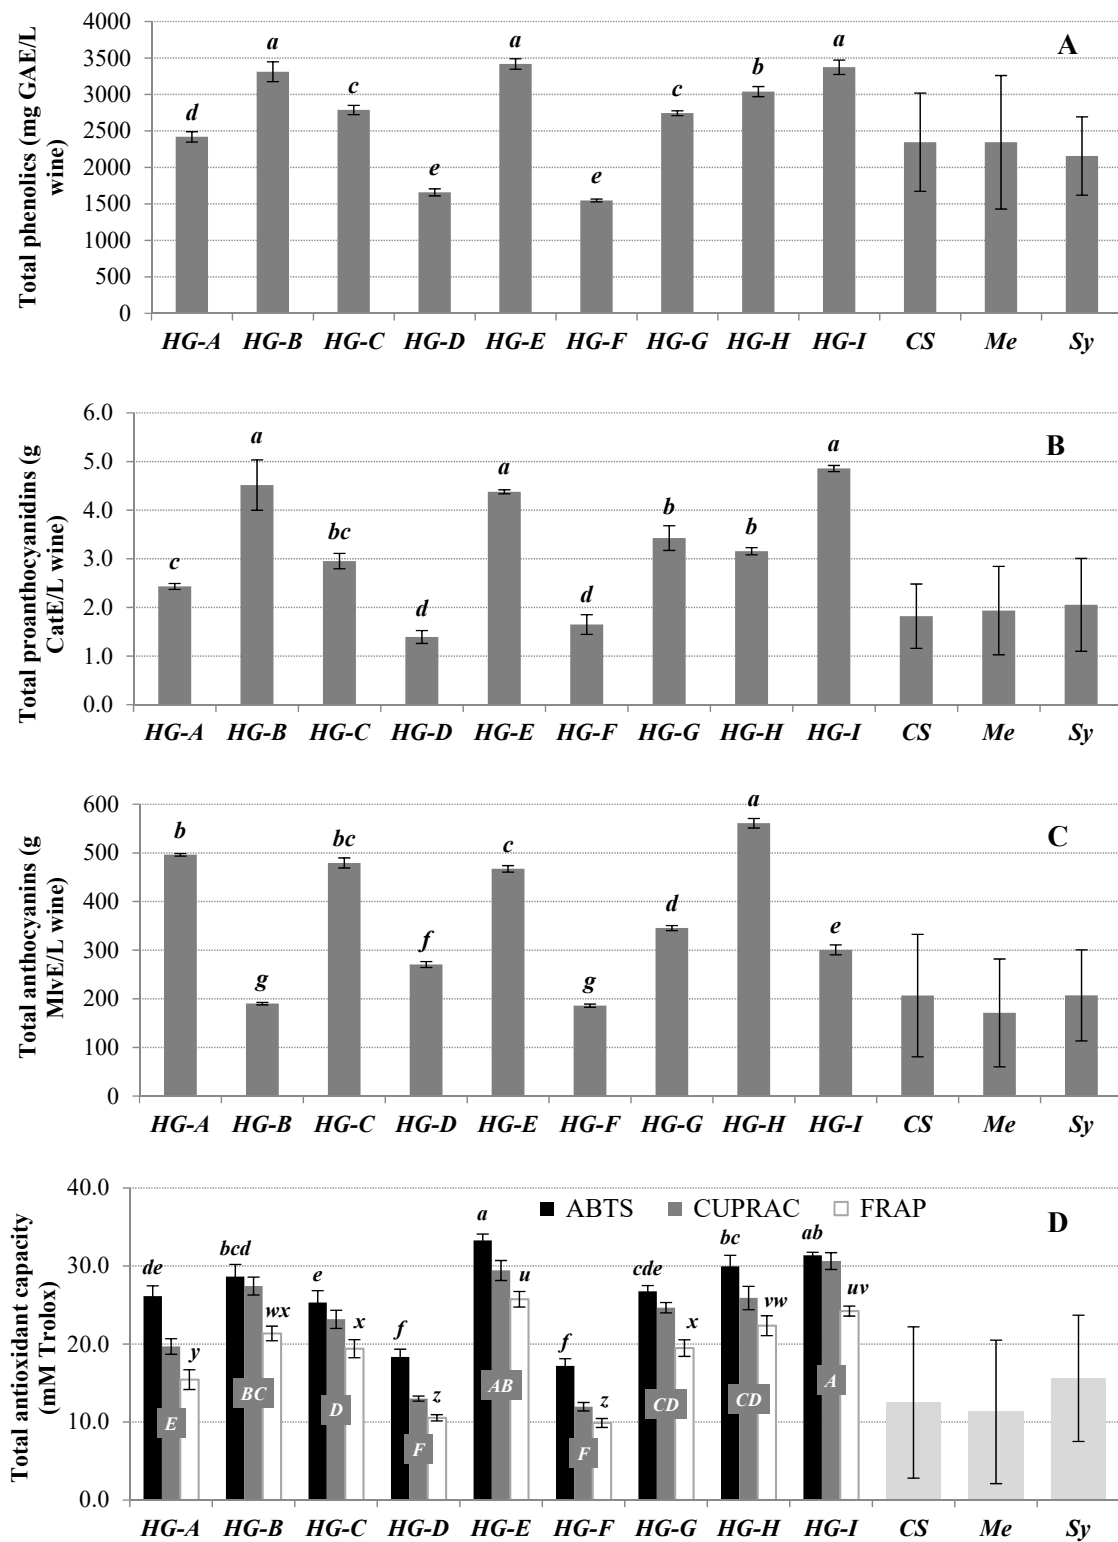 Total phenolics (mg GAE/L
wine)
4000
3500
3000
2500
2000
1500
1000
500
0
A
d
a
c
e
a
e
c
b
a
HG-A HG-B HG-C HG-D HG-E HG-F HG-G HG-H HG-I CS Me Sy
Total proanthocyanidins (g
CatE/L wine)
6.0
5.0
4.0
3.0
2.0
1.0
0.0
B
c
a
bc
d
a
d
b
b
a
HG-A HG-B HG-C HG-D HG-E HG-F HG-G HG-H HG-I CS Me Sy
Total anthocyanins (g
MlvE/L wine)
600
500
400
300
200
100
0
C
b
g
bc
f
c
g
d
a
e
HG-A HG-B HG-C HG-D HG-E HG-F HG-G HG-H HG-I CS Me Sy
Total antioxidant capacity
(mM Trolox)
40.0
30.0
20.0
10.0
0.0
ABTS CUPRAC FRAP
D
de
E
y
bcd
BC
wx
e
D
x
f
F
z
a
AB
u
f
F
z
cde
CD
x
bc
CD
vw
ab
A
uv
HG-A HG-B HG-C HG-D HG-E HG-F HG-G HG-H HG-I CS Me Sy